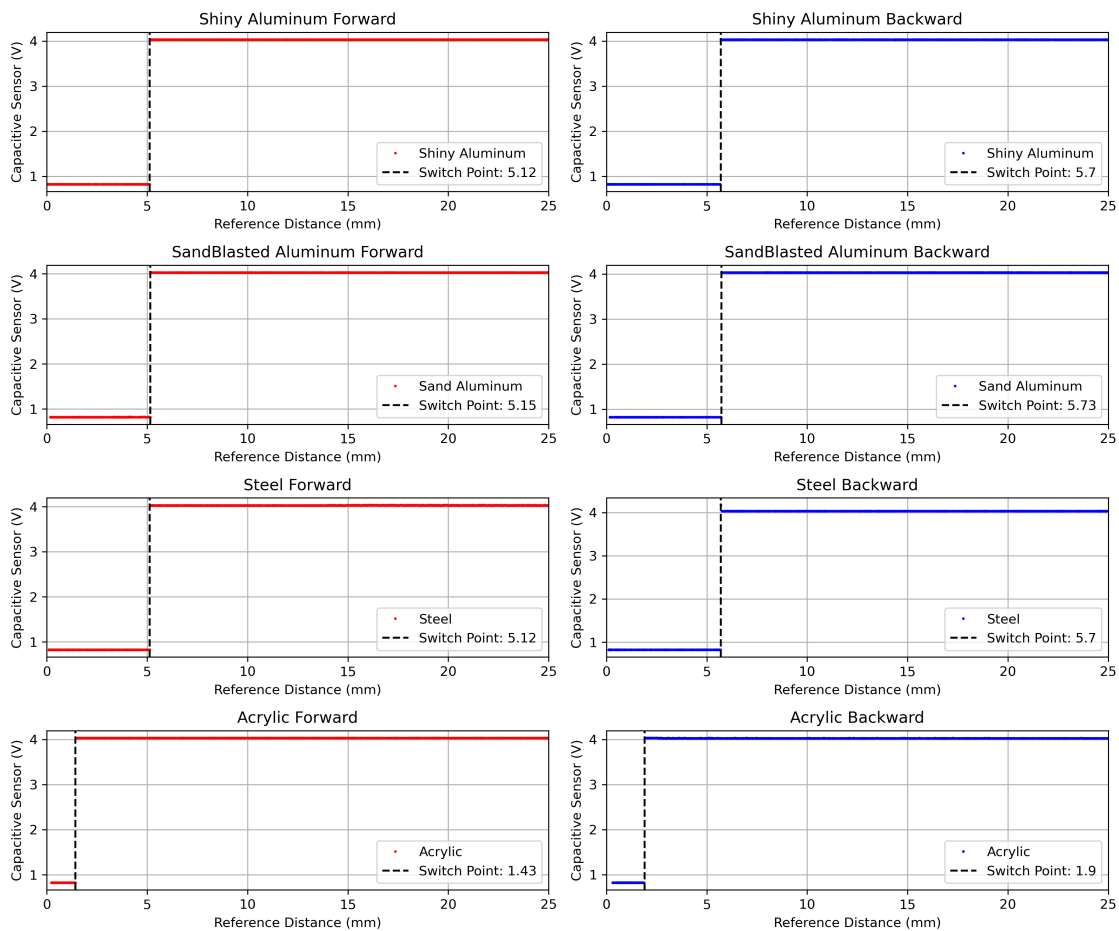 Shiny Aluminum Forward
Capacitive Sensor (V)
4
3
2
1
Shiny Aluminum
Switch Point: 5.12
0 5 10 15 20 25
Reference Distance (mm)
Shiny Aluminum Backward
Capacitive Sensor (V)
4
3
2
1
Shiny Aluminum
Switch Point: 5.7
0 5 10 15 20 25
Reference Distance (mm)
SandBlasted Aluminum Forward
Capacitive Sensor (V)
4
3
2
1
Sand Aluminum
Switch Point: 5.15
0 5 10 15 20 25
Reference Distance (mm)
SandBlasted Aluminum Backward
Capacitive Sensor (V)
4
3
2
1
Sand Aluminum
Switch Point: 5.73
0 5 10 15 20 25
Reference Distance (mm)
Steel Forward
Capacitive Sensor (V)
4
3
2
1
Steel
Switch Point: 5.12
0 5 10 15 20 25
Reference Distance (mm)
Steel Backward
Capacitive Sensor (V)
4
3
2
1
Steel
Switch Point: 5.7
0 5 10 15 20 25
Reference Distance (mm)
Acrylic Forward
Capacitive Sensor (V)
4
3
2
1
Acrylic
Switch Point: 1.43
0 5 10 15 20 25
Reference Distance (mm)
Acrylic Backward
Capacitive Sensor (V)
4
3
2
1
Acrylic
Switch Point: 1.9
0 5 10 15 20 25
Reference Distance (mm)